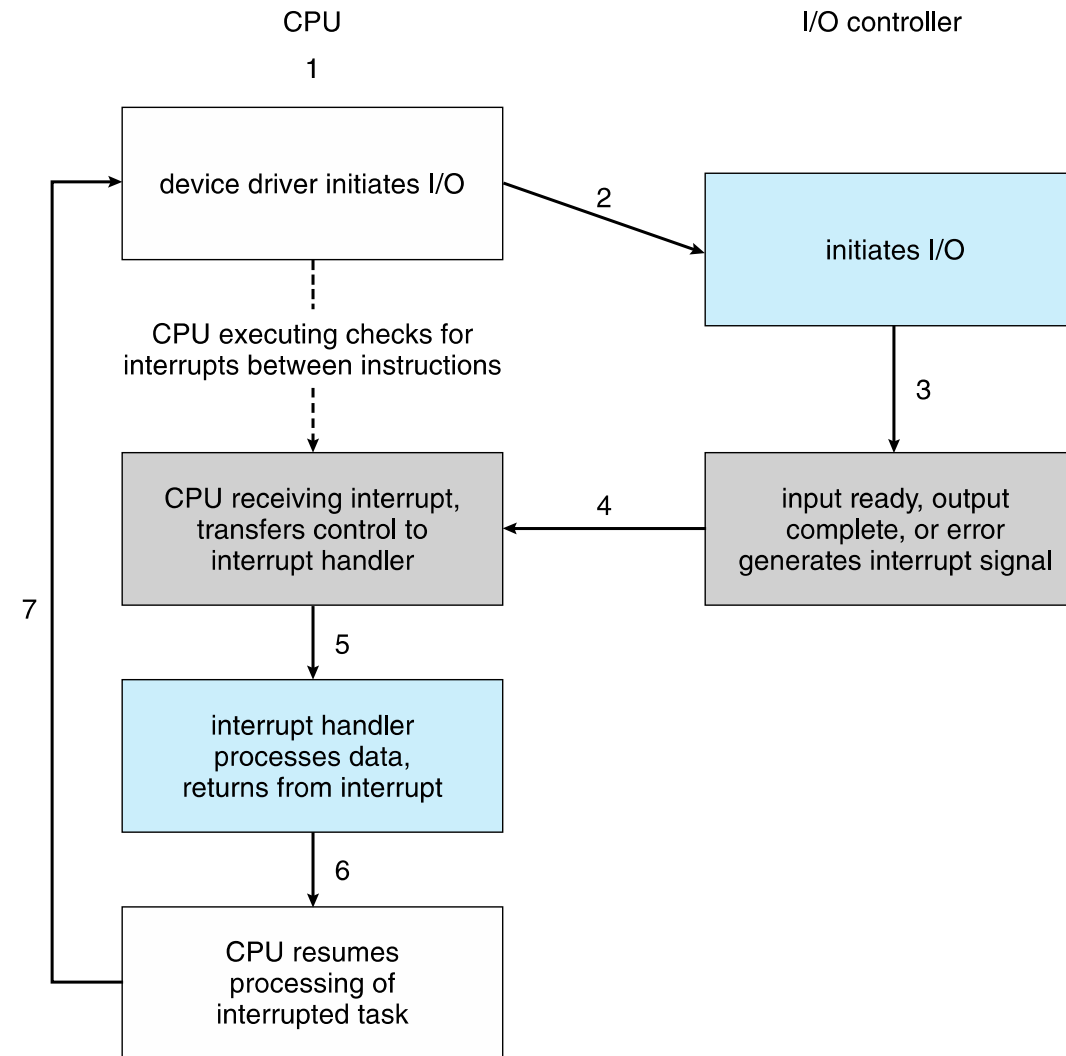 CPU
I/O controller
1
device driver initiates I/O
2
initiates I/O
CPU executing checks for
interrupts between instructions
3
CPU receiving interrupt,
transfers control to
interrupt handler
4
input ready, output
complete, or error
generates interrupt signal
7
5
interrupt handler
processes data,
returns from interrupt
6
CPU resumes
processing of
interrupted task